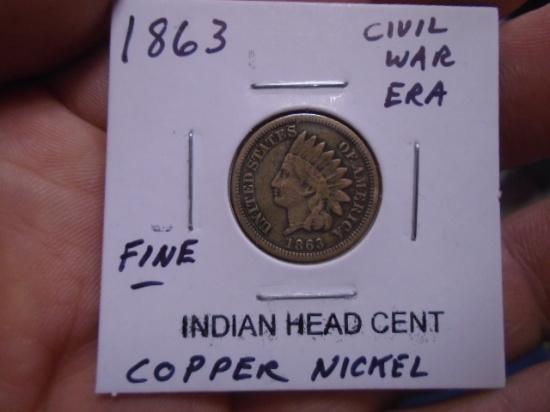 1863
CIVIL
WAR
ERA
UNITED STATES
OF AMERICA
1863
FINE
INDIAN HEAD CENT
COPPER NICKEL